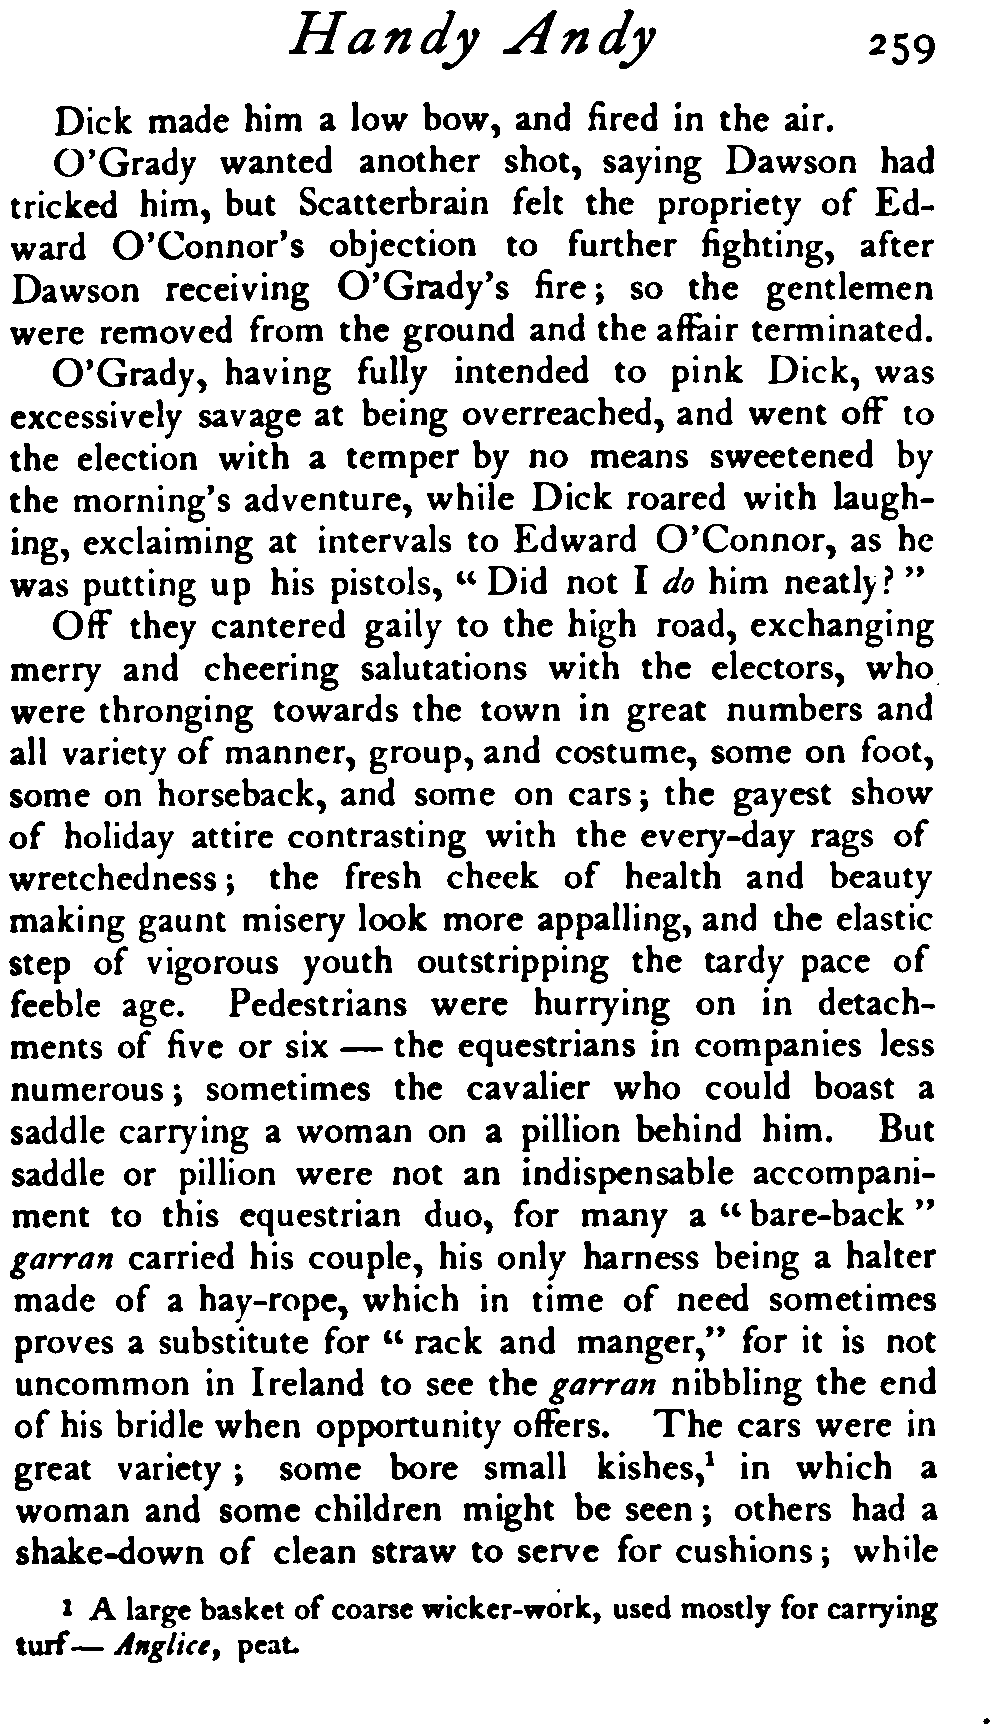 Handy Andy 259
Dick made him a low bow, and fired in the air.
O'Grady wanted another shot, saying Dawson had
tricked him, but Scatterbrain felt the propriety of Ed-
ward O'Connor's objection to further fighting, after
Dawson receiving O'Grady's fire; so the gentlemen
were removed from the ground and the affair terminated.
O'Grady, having fully intended to pink Dick, was
excessively savage at being overreached, and went off to
the election with a temper by no means sweetened by
the morning's adventure, while Dick roared with laugh-
ing, exclaiming at intervals to Edward O'Connor, as he
was putting up his pistols, “Did not I do him neatly?”
Off they cantered gaily to the high road, exchanging
merry and cheering salutations with the electors, who
were thronging towards the town in great numbers and
all variety of manner, group, and costume, some on foot,
some on horseback, and some on cars; the gayest show
of holiday attire contrasting with the every-day rags of
wretchedness; the fresh cheek of health and beauty
making gaunt misery look more appalling, and the elastic
step of vigorous youth outstripping the tardy pace of
feeble age. Pedestrians were hurrying on in detach-
ments of five or six — the equestrians in companies less
numerous; sometimes the cavalier who could boast a
saddle carrying a woman on a pillion behind him. But
saddle or pillion were not an indispensable accompani-
ment to this equestrian duo, for many a “bare-back”
garran carried his couple, his only harness being a halter
made of a hay-rope, which in time of need sometimes
proves a substitute for “rack and manger,” for it is not
uncommon in Ireland to see the garran nibbling the end
of his bridle when opportunity offers. The cars were in
great variety; some bore small kishes,¹ in which a
woman and some children might be seen; others had a
shake-down of clean straw to serve for cushions; while
¹ A large basket of coarse wicker-work, used mostly for carrying
turf— Anglice, peat.